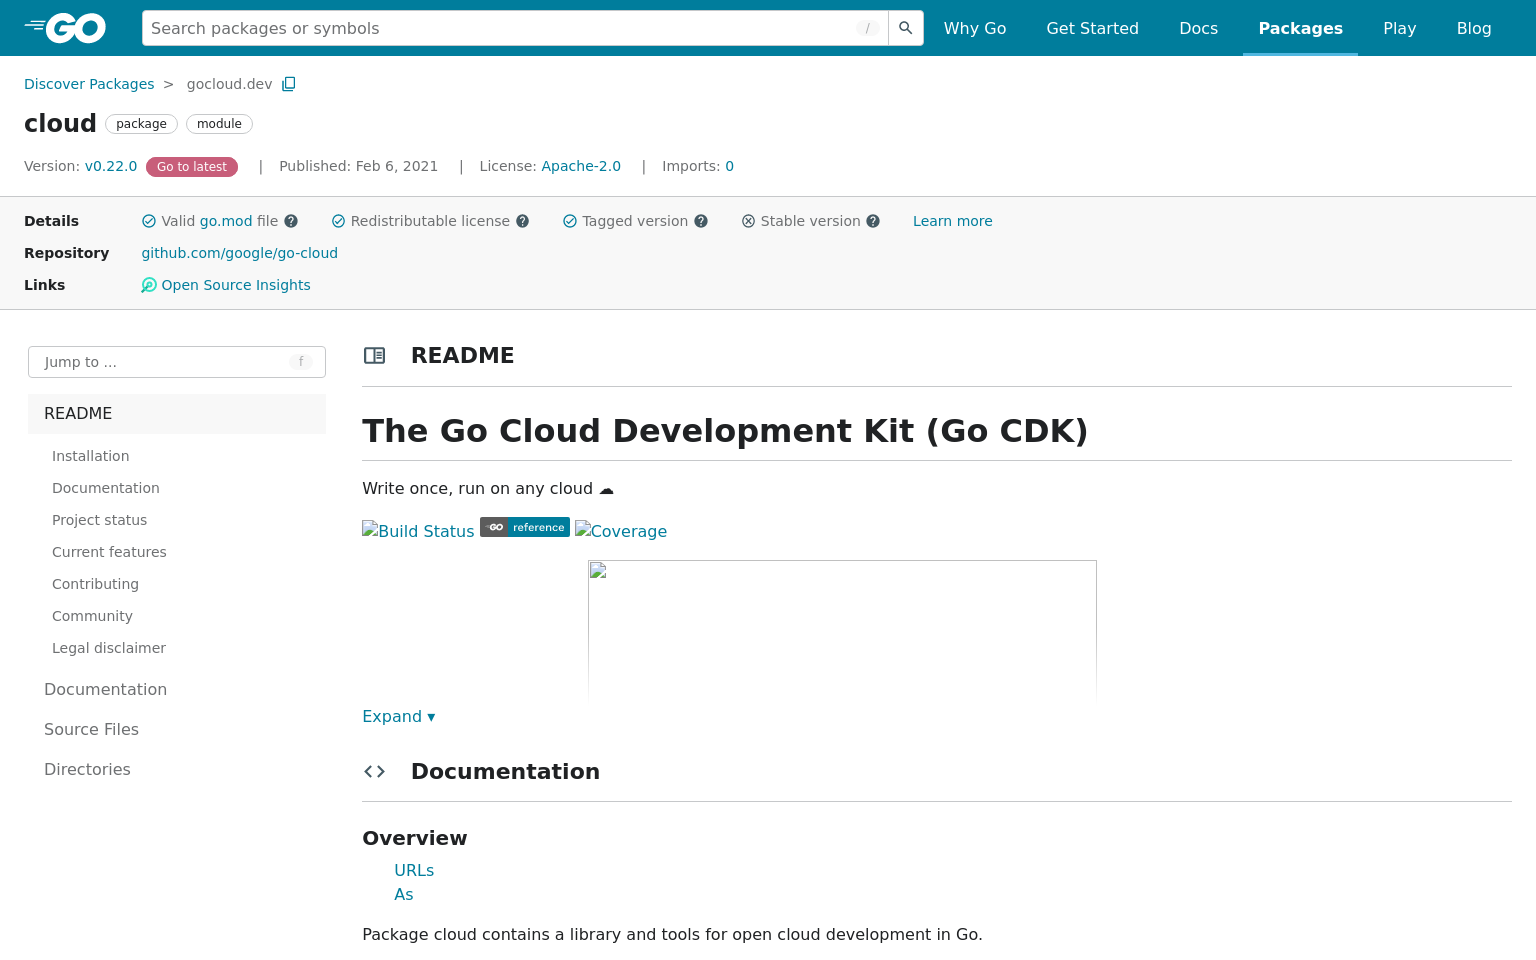 GO Search packages or symbols / Why Go Get Started Docs Packages Play Blog
Discover Packages > gocloud.dev
cloud package module
Version: v0.22.0 Go to latest | Published: Feb 6, 2021 | License: Apache-2.0 | Imports: 0
Details Valid go.mod file Redistributable license Tagged version Stable version Learn more
Repository github.com/google/go-cloud
Links Open Source Insights
Jump to ... f
README
Installation
Documentation
Project status
Current features
Contributing
Community
Legal disclaimer
Documentation
Source Files
Directories
README
The Go Cloud Development Kit (Go CDK)
Write once, run on any cloud ☁
Build Status GO reference Coverage
Expand ▾
Documentation
Overview
URLs
As
Package cloud contains a library and tools for open cloud development in Go.